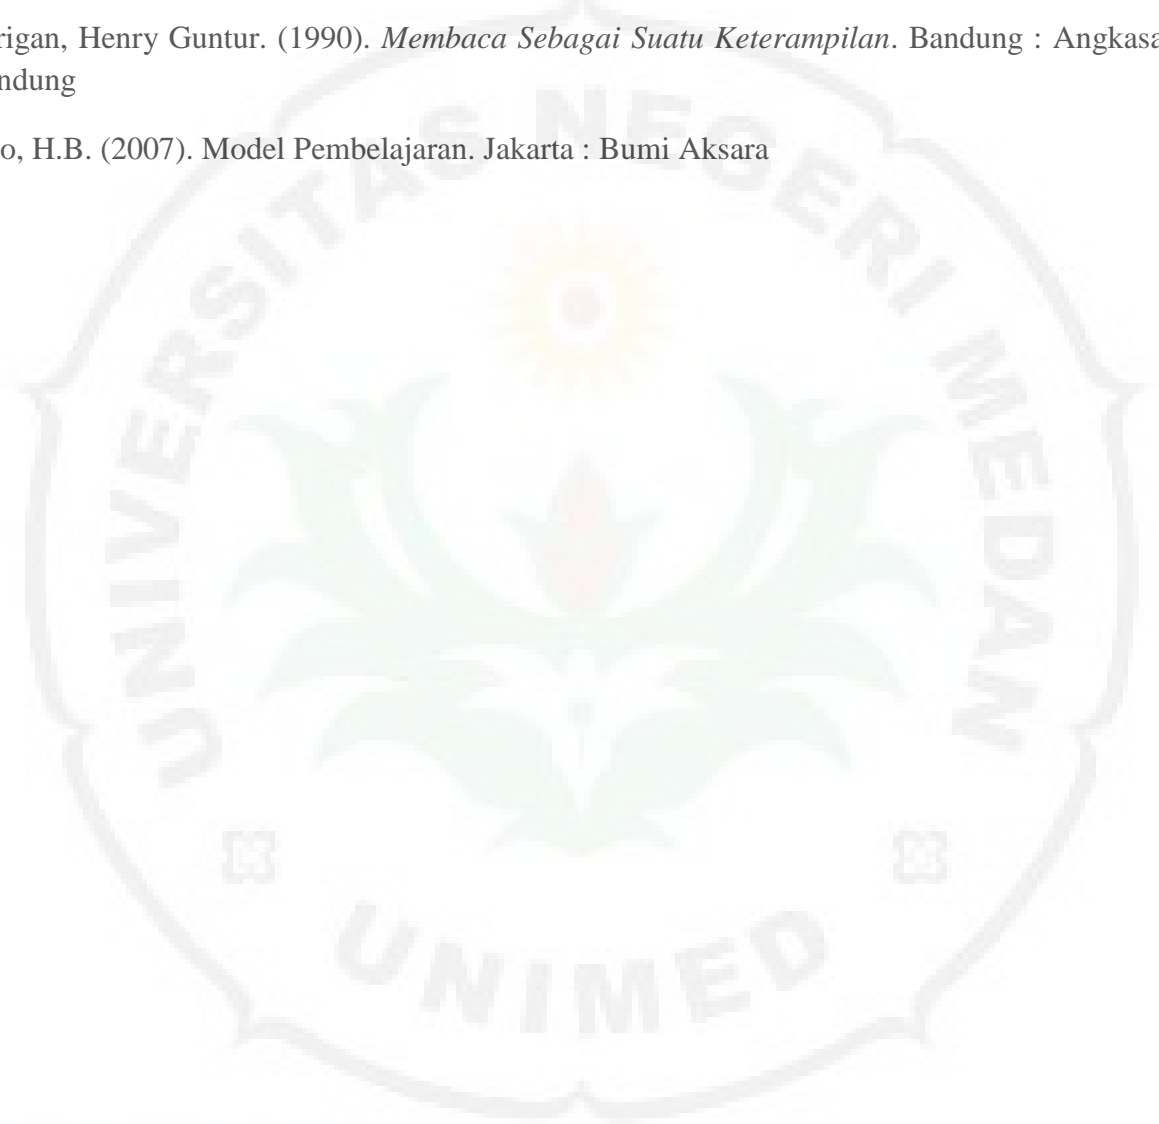 rigan, Henry Guntur. (1990). Membaca Sebagai Suatu Keterampilan. Bandung : Angkasa
ndung
o, H.B. (2007). Model Pembelajaran. Jakarta : Bumi Aksara
UNIVERSITAS NEGERI MEDAN
UNIMED